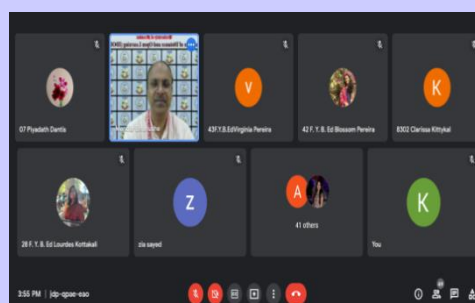 V
K
07 Piyadath Dantis
43F.Y.B.EdVirginia Pereira
42 F. Y. B. Ed Blossom Pereira
8302 Clarissa Kittykal
Z
A
K
28 F. Y. B. Ed Lourdes Kottakali
zia sayed
41 others
You
3:55 PM | jdp-qpae-eao